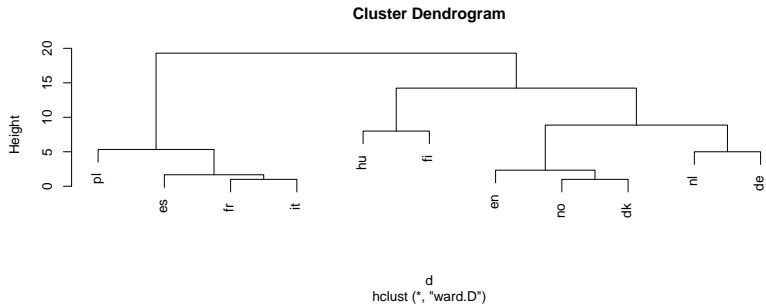 Cluster Dendrogram
20
15
10
5
0
Height
pl
es
fr
it
hu
fi
en
no
dk
nl
de
d
hclust (*, "ward.D")